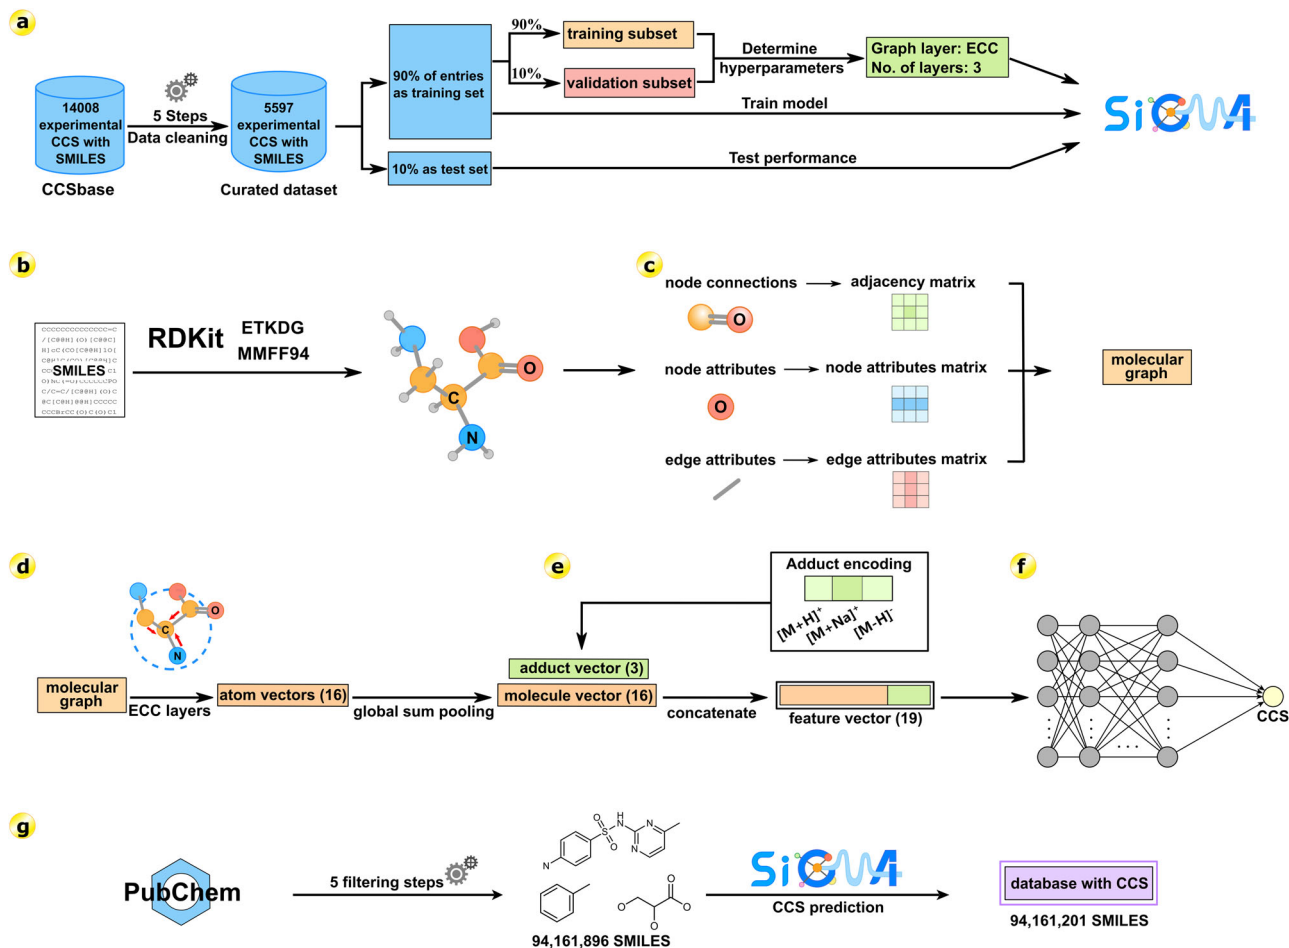 a
14008
experimental
CCS with
SMILES
CCSbase
5 Steps
Data cleaning
5597
experimental
CCS with
SMILES
Curated dataset
90% of entries
as training set
10% as test set
90%
training subset
10%
validation subset
Determine
hyperparameters
Graph layer: ECC
No. of layers: 3
Train model
Test performance
SiGMA
b
SMILES
RDKit
ETKDG
MMFF94
C
O
N
c
node connections
adjacency matrix
O
node attributes
node attributes matrix
O
edge attributes
edge attributes matrix
molecular
graph
d
C
O
N
molecular
graph
ECC layers
atom vectors (16)
global sum pooling
e
Adduct encoding
[M+H]+
[M+Na]+
[M-H]-
adduct vector (3)
molecule vector (16)
concatenate
feature vector (19)
f
CCS
g
PubChem
5 filtering steps
O
H
N
S
O
N
N
N
O
O
O
O
94,161,896 SMILES
SiGMA
CCS prediction
database with CCS
94,161,201 SMILES